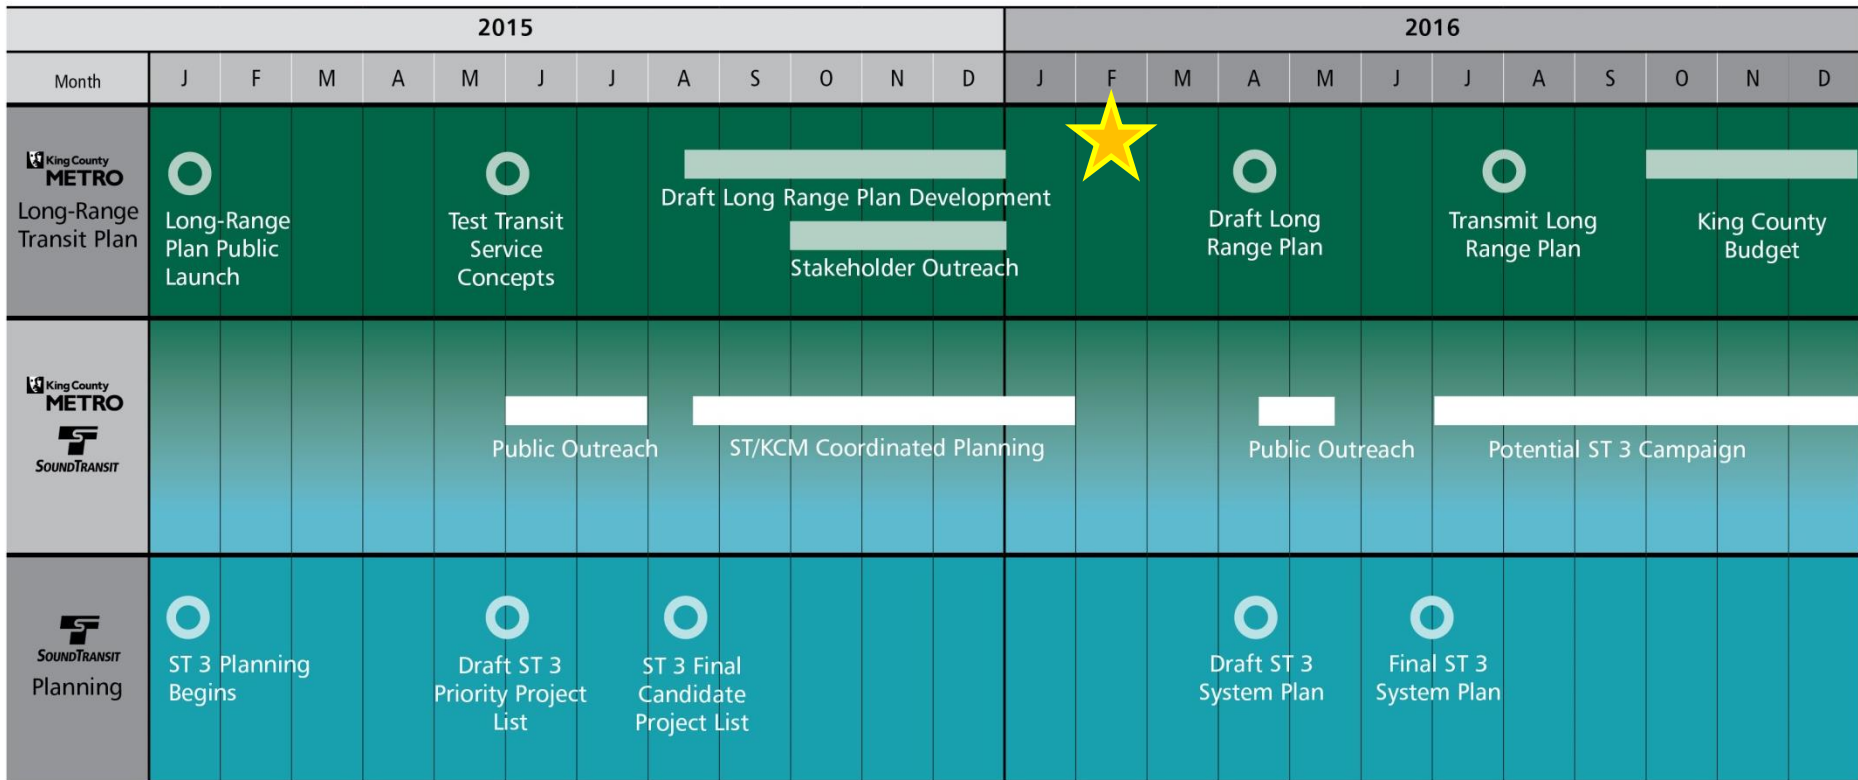 2015 2016
Month J F M A M J J A S O N D J F M A M J J A S O N D
King County
METRO
Long-Range
Transit Plan
Long-Range
Plan Public
Launch
Test Transit
Service
Concepts
Draft Long Range Plan Development
Stakeholder Outreach
Draft Long
Range Plan
Transmit Long
Range Plan
King County
Budget
King County
METRO
SOUNDTRANSIT
Public Outreach
ST/KCM Coordinated Planning
Public Outreach
Potential ST 3 Campaign
SOUNDTRANSIT
Planning
ST 3 Planning
Begins
Draft ST 3
Priority Project
List
ST 3 Final
Candidate
Project List
Draft ST 3
System Plan
Final ST 3
System Plan